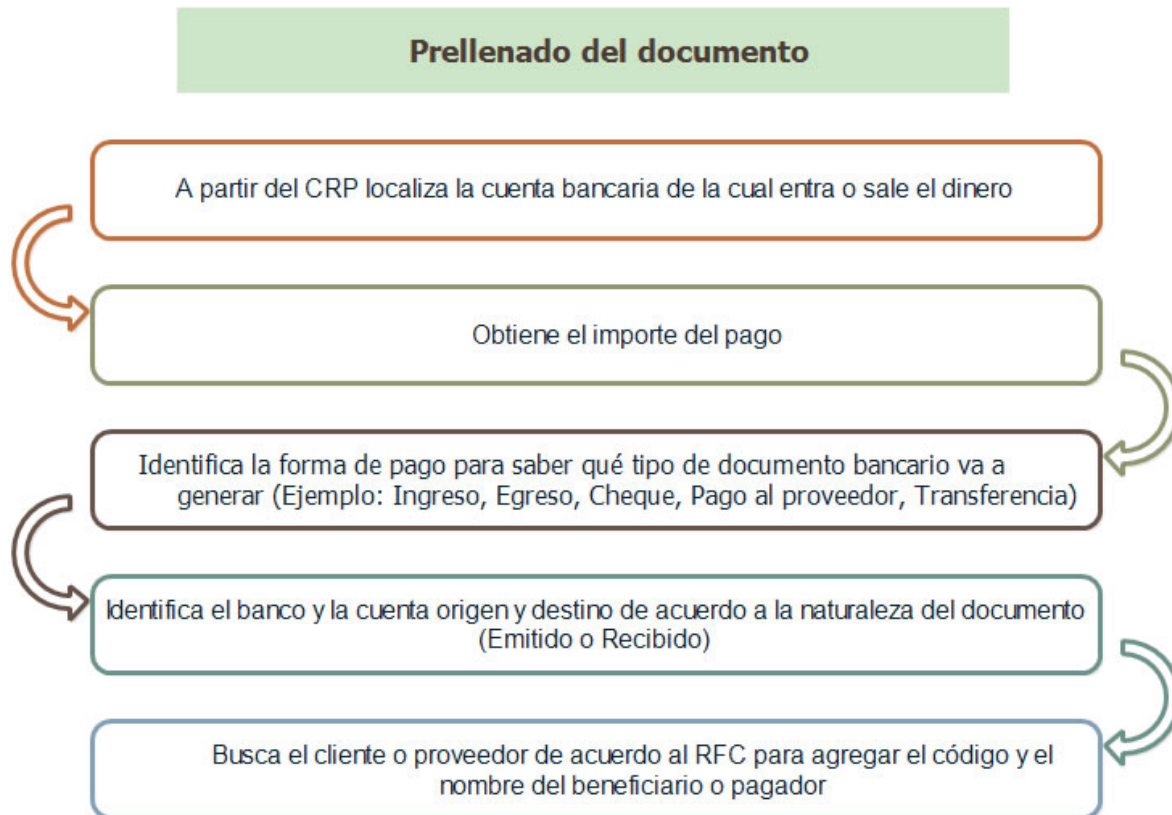 Prellenado del documento
A partir del CRP localiza la cuenta bancaria de la cual entra o sale el dinero
Obtiene el importe del pago
Identifica la forma de pago para saber qué tipo de documento bancario va a
generar (Ejemplo: Ingreso, Egreso, Cheque, Pago al proveedor, Transferencia)
Identifica el banco y la cuenta origen y destino de acuerdo a la naturaleza del documento
(Emitido o Recibido)
Busca el cliente o proveedor de acuerdo al RFC para agregar el código y el
nombre del beneficiario o pagador